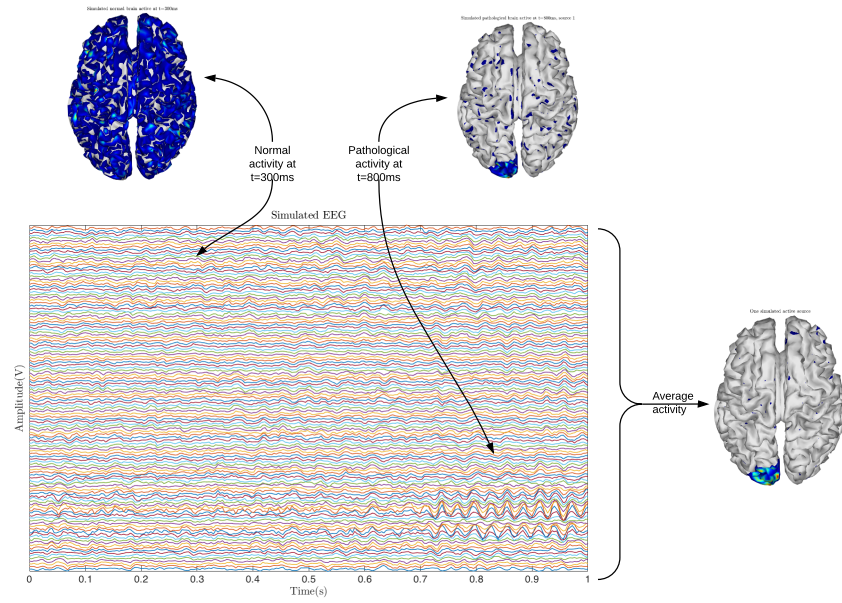 Simulated normal brain active at t=300ms
Simulated pathological brain active at t=800ms, source 1
Normal
activity at
t=300ms
Pathological
activity at
t=800ms
Simulated EEG
Amplitude(V)
One simulated active source
Average
activity
0 0.1 0.2 0.3 0.4 0.5 0.6 0.7 0.8 0.9 1
Time(s)